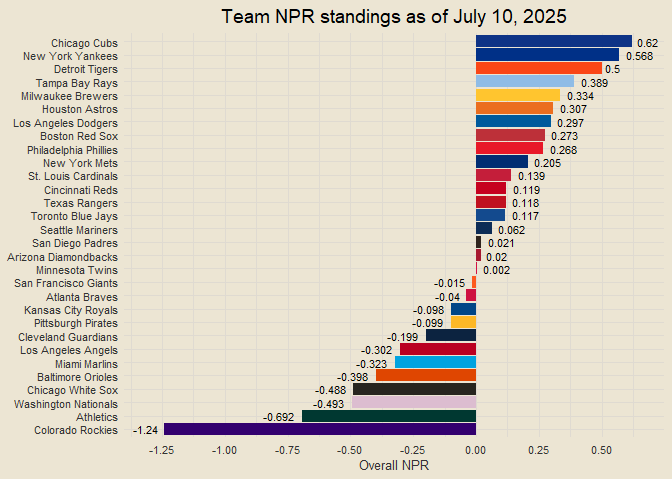 Team NPR standings as of July 10, 2025
Chicago Cubs 0.62
New York Yankees 0.568
Detroit Tigers 0.5
Tampa Bay Rays 0.389
Milwaukee Brewers 0.334
Houston Astros 0.307
Los Angeles Dodgers 0.297
Boston Red Sox 0.273
Philadelphia Phillies 0.268
New York Mets 0.205
St. Louis Cardinals 0.139
Cincinnati Reds 0.119
Texas Rangers 0.118
Toronto Blue Jays 0.117
Seattle Mariners 0.062
San Diego Padres 0.021
Arizona Diamondbacks 0.02
Minnesota Twins 0.002
San Francisco Giants -0.015
Atlanta Braves -0.04
Kansas City Royals -0.098
Pittsburgh Pirates -0.099
Cleveland Guardians -0.199
Los Angeles Angels -0.302
Miami Marlins -0.323
Baltimore Orioles -0.398
Chicago White Sox -0.488
Washington Nationals -0.493
Athletics -0.692
Colorado Rockies -1.24
-1.25 -1.00 -0.75 -0.50 -0.25 0.00 0.25 0.50
Overall NPR